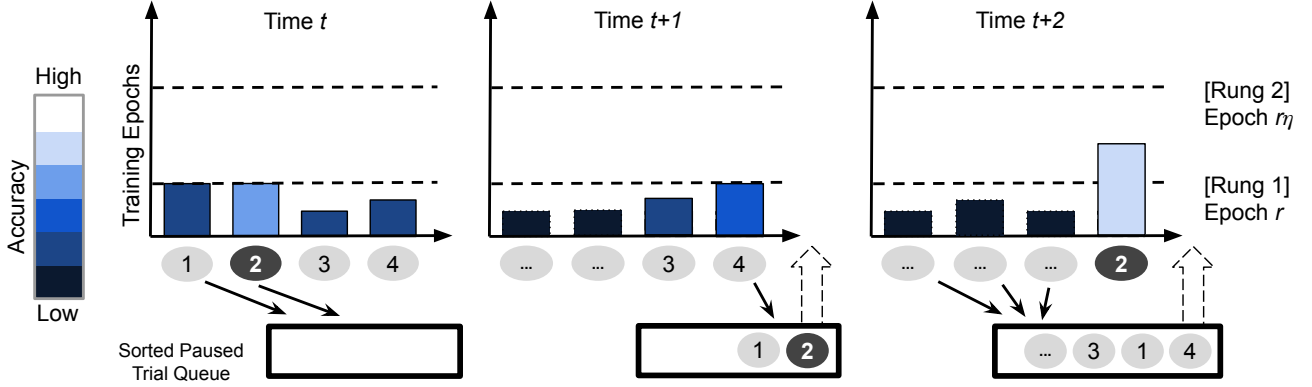 Time t
Time t+1
Time t+2
High
Accuracy
Low
Training Epochs
[Rung 2]
Epoch rη
[Rung 1]
Epoch r
1 2 3 4
... ... 3 4
... ... ... 2
Sorted Paused
Trial Queue
1 2
... 3 1 4